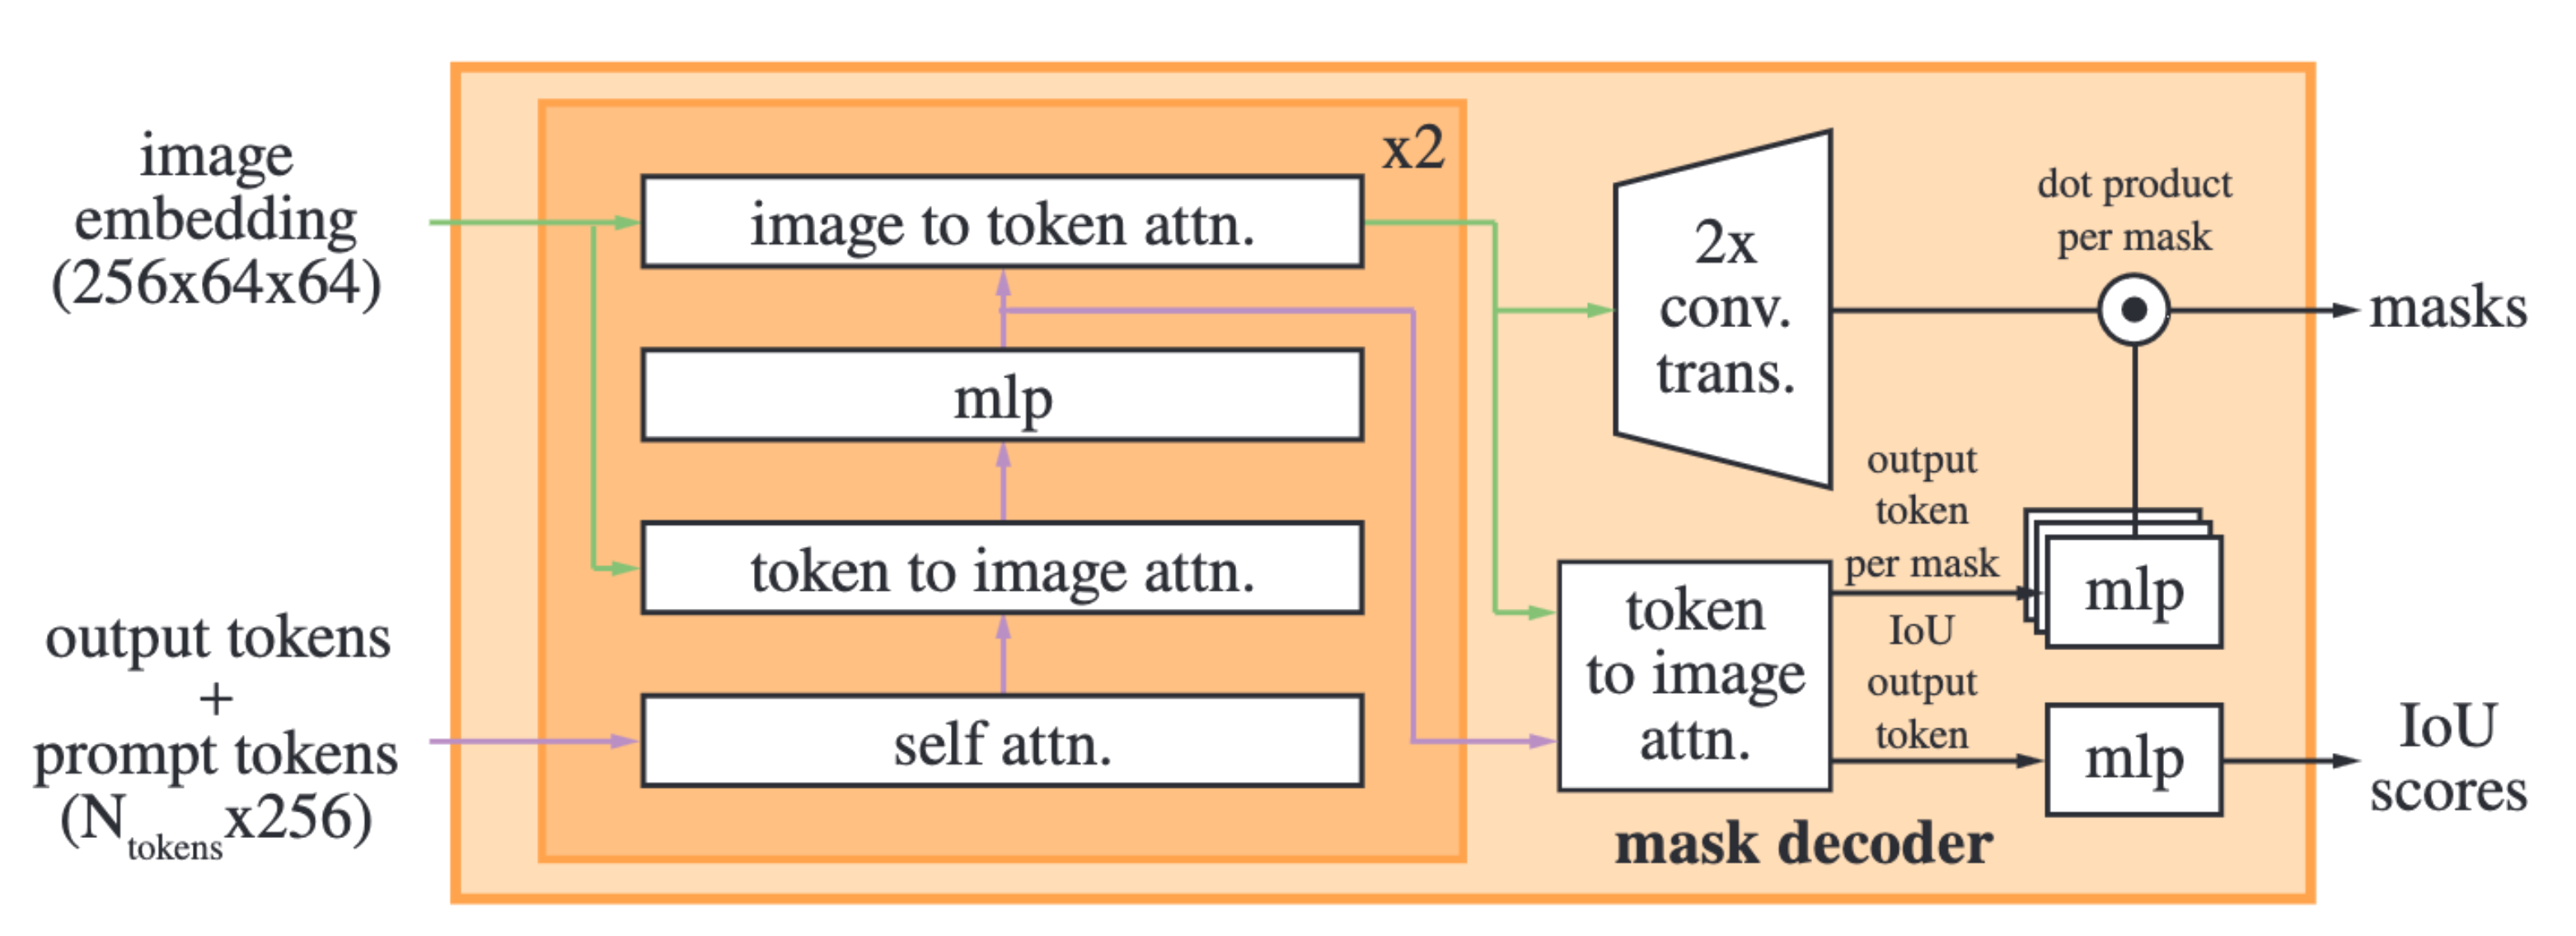 image
embedding
(256x64x64)
output tokens
+
prompt tokens
(Ntokensx256)
x2
image to token attn.
mlp
token to image attn.
self attn.
2x
conv.
trans.
dot product
per mask
masks
token
to image
attn.
output
token
per mask
mlp
IoU
output
token
mlp
IoU
scores
mask decoder